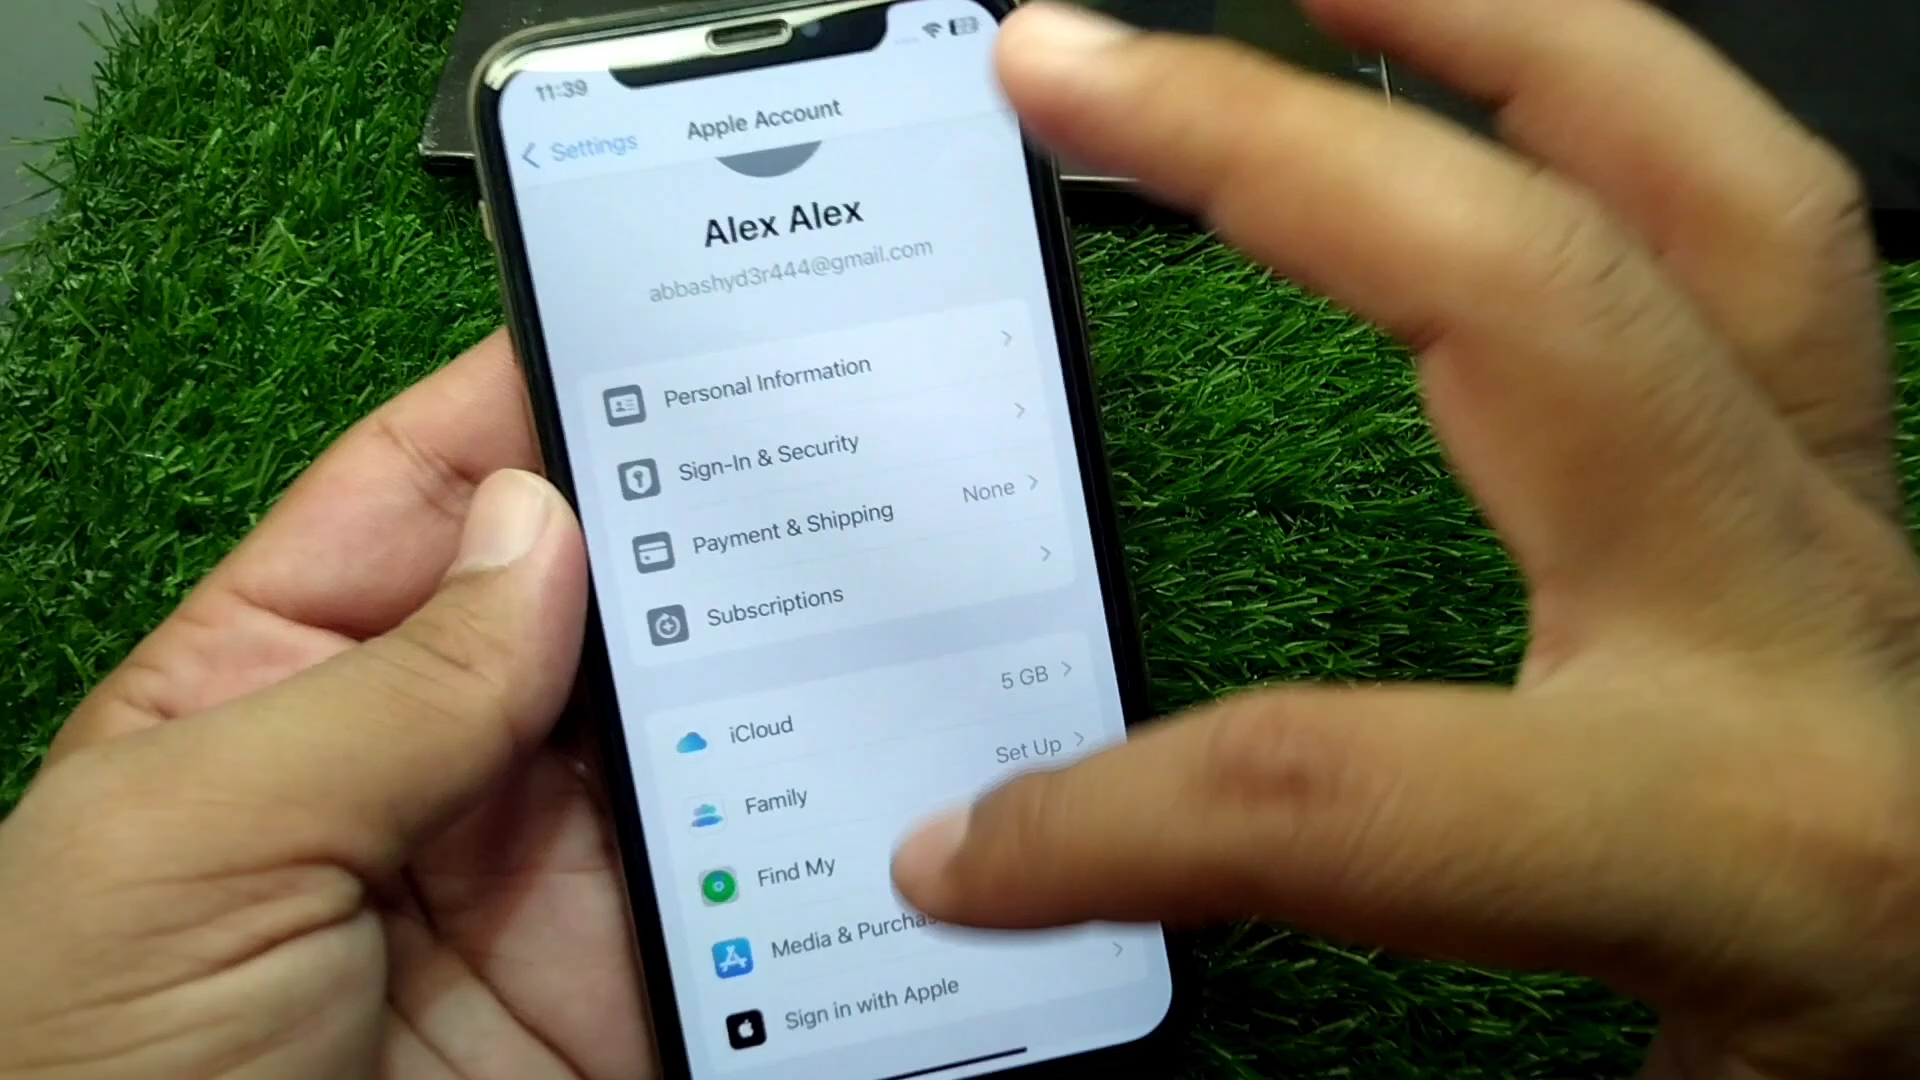 11:39
Settings
Apple Account
Alex Alex
abbashyd3r444@gmail.com
Personal Information
Sign-In & Security
Payment & Shipping None
Subscriptions
iCloud 5 GB
Family Set Up
Find My
Media & Purchas
Sign in with Apple